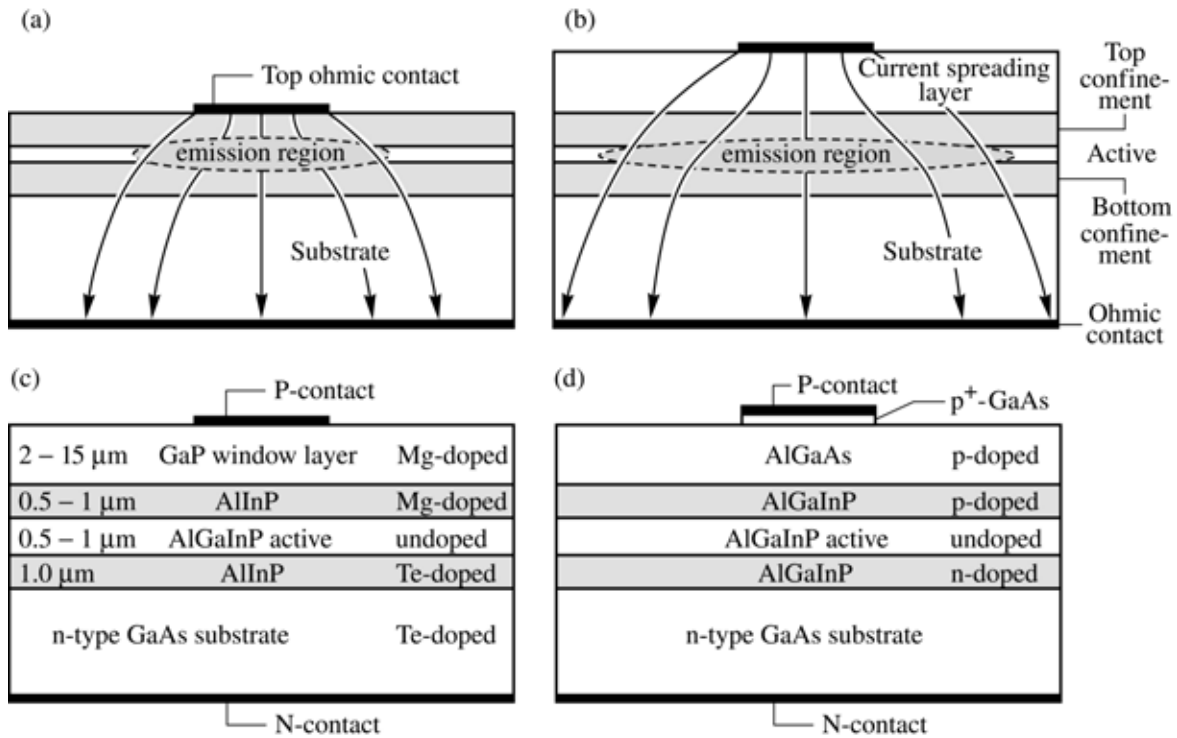 (a)
Top ohmic contact
emission region
Substrate
(b)
Current spreading
layer
emission region
Substrate
Top
confine-
ment
Active
Bottom
confine-
ment
Ohmic
contact
(c)
P-contact
2 – 15 μm GaP window layer Mg-doped
0.5 – 1 μm AlInP Mg-doped
0.5 – 1 μm AlGaInP active undoped
1.0 μm AlInP Te-doped
n-type GaAs substrate Te-doped
N-contact
(d)
P-contact
p⁺-GaAs
AlGaAs p-doped
AlGaInP p-doped
AlGaInP active undoped
AlGaInP n-doped
n-type GaAs substrate
N-contact